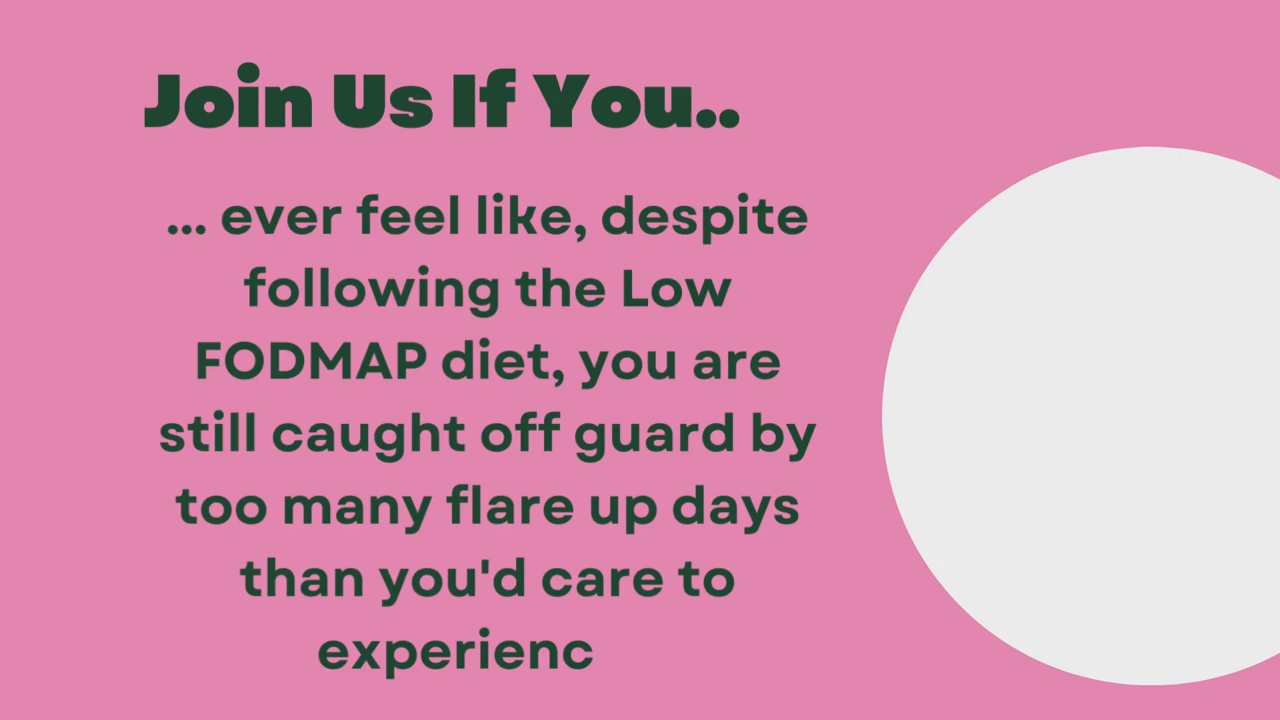 Join Us If You..
... ever feel like, despite
following the Low
FODMAP diet, you are
still caught off guard by
too many flare up days
than you'd care to
experienc